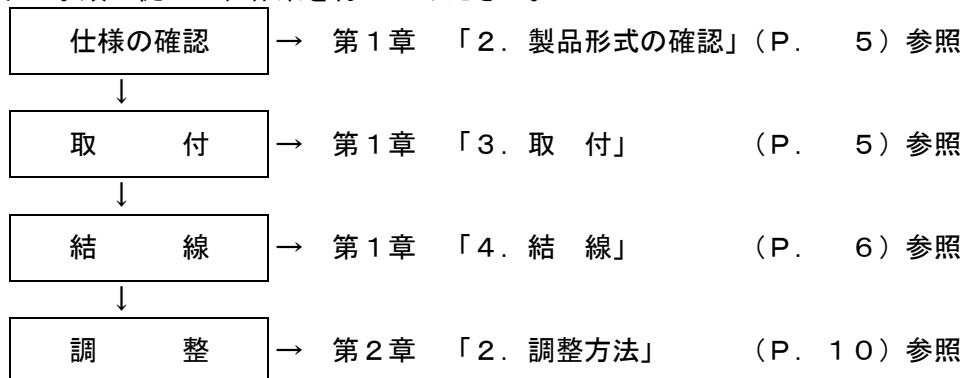 仕様の確認 → 第1章 「2．製品形式の確認」（P． 5）参照
↓
取 付 → 第1章 「3．取 付」 （P． 5）参照
↓
結 線 → 第1章 「4．結 線」 （P． 6）参照
↓
調 整 → 第2章 「2．調整方法」 （P．10）参照